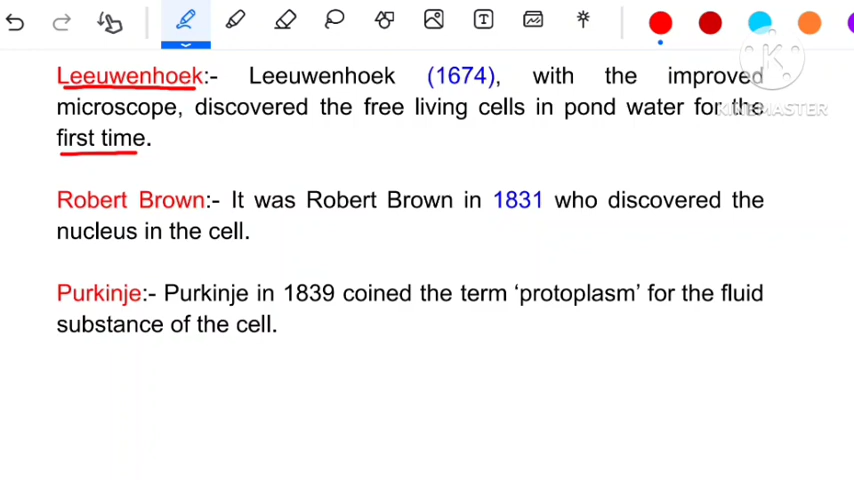 Leeuwenhoek:- Leeuwenhoek (1674), with the improved
microscope, discovered the free living cells in pond water for the
first time.
Robert Brown:- It was Robert Brown in 1831 who discovered the
nucleus in the cell.
Purkinje:- Purkinje in 1839 coined the term ‘protoplasm’ for the fluid
substance of the cell.
KINEMASTER